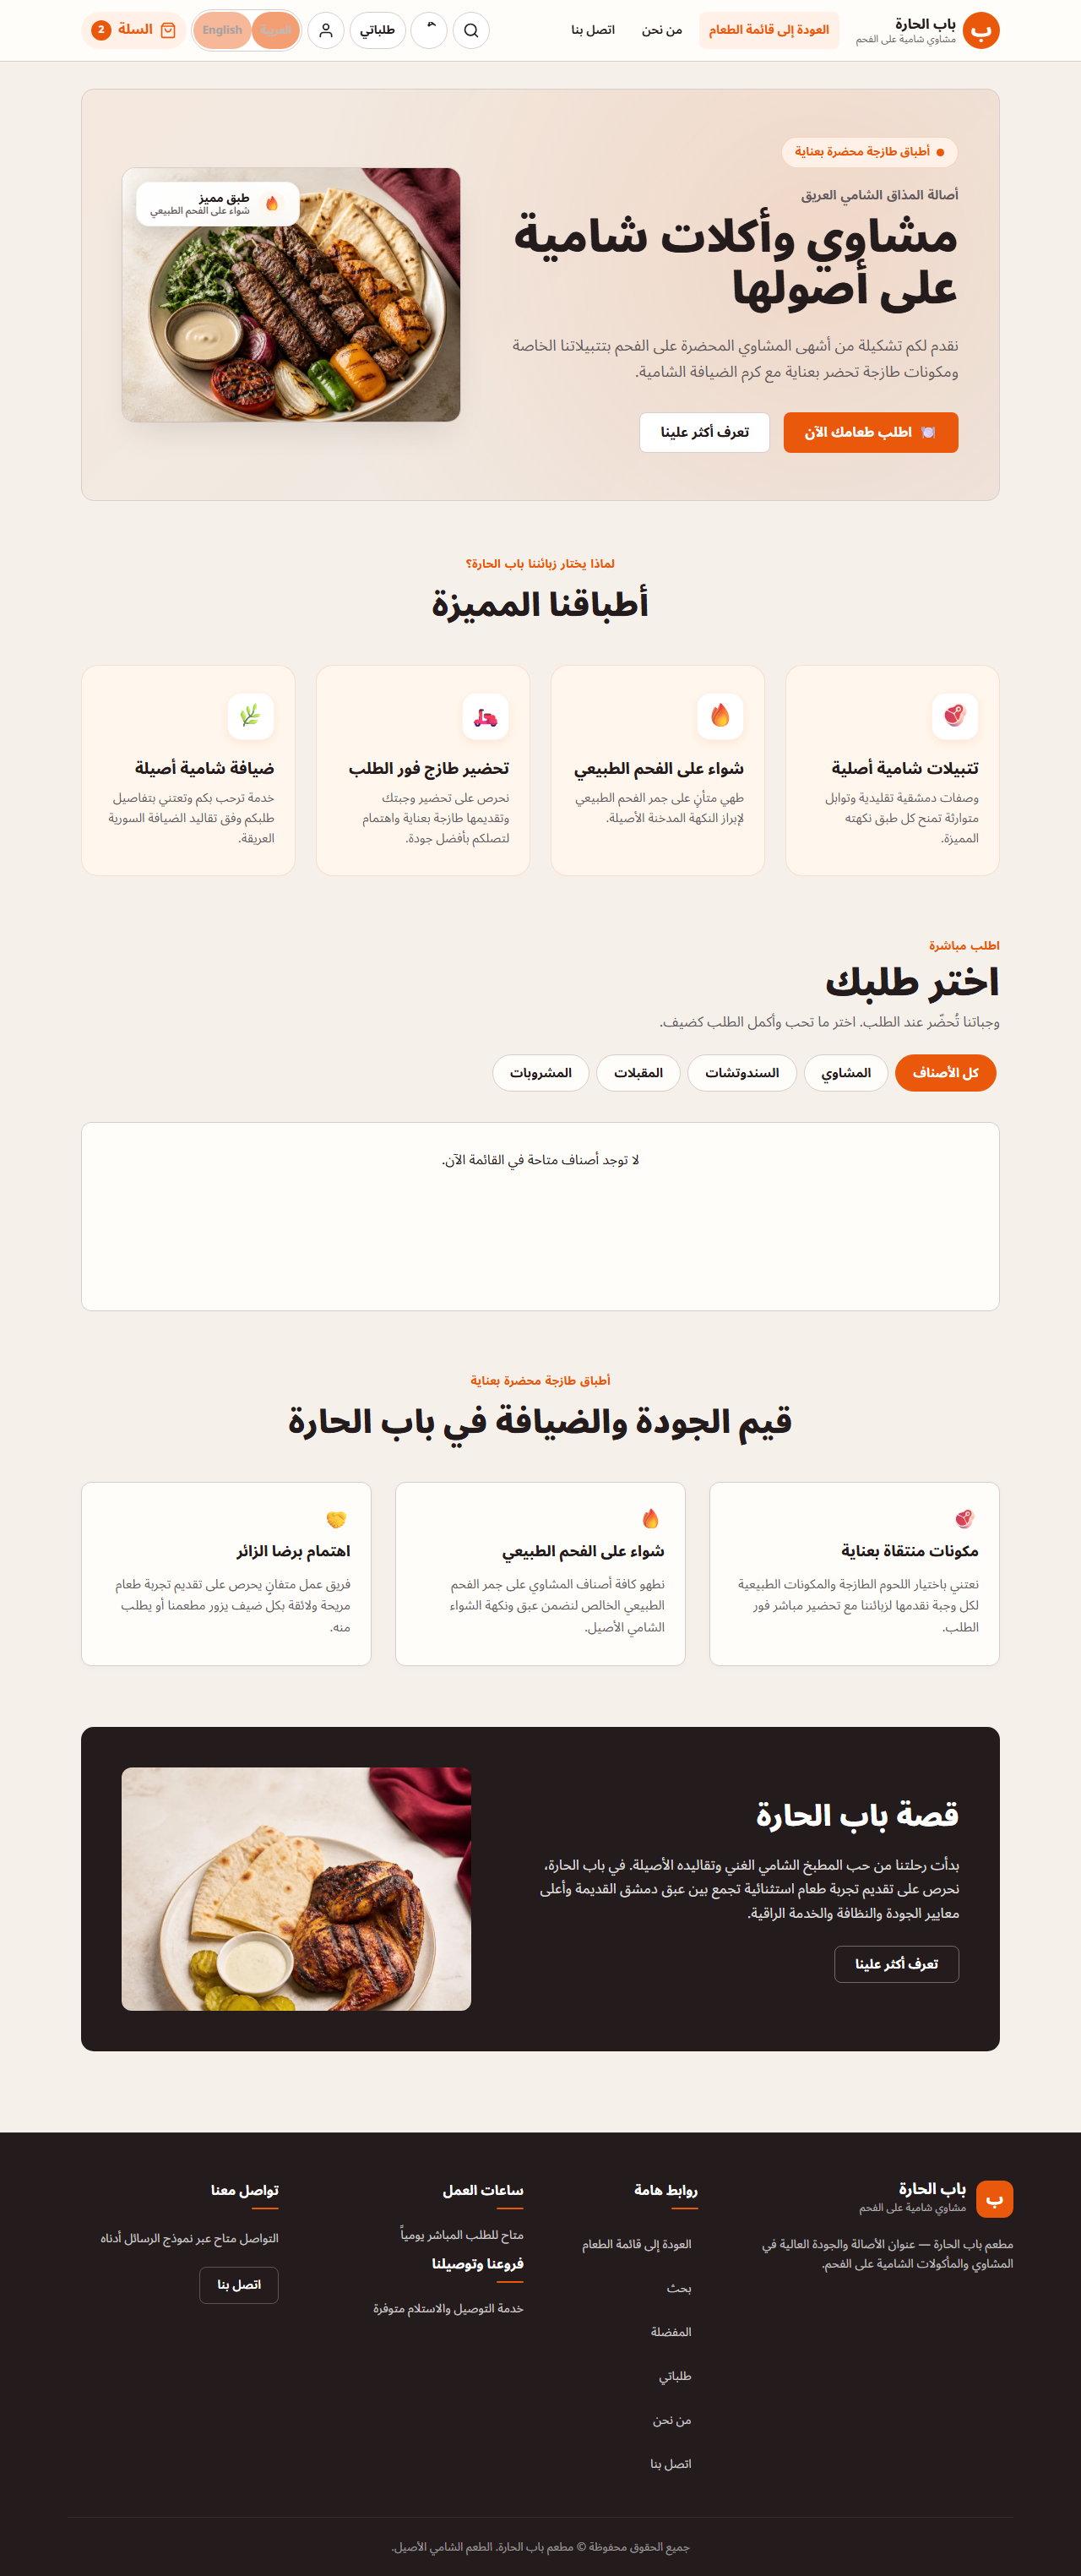 ب
باب الحارة
مشاوي شامية على الفحم
العودة إلى قائمة الطعام
من نحن
اتصل بنا
طلباتي
العربية
English
السلة
2
أطباق طازجة محضرة بعناية
أصالة المذاق الشامي العريق
مشاوي وأكلات شامية
على أصولها
نقدم لكم تشكيلة من أشهى المشاوي المحضرة على الفحم بتتبيلاتنا الخاصة
ومكونات طازجة تحضر بعناية مع كرم الضيافة الشامية.
اطلب طعامك الآن
تعرف أكثر علينا
طبق مميز
شواء على الفحم الطبيعي
لماذا يختار زبائننا باب الحارة؟
أطباقنا المميزة
تتبيلات شامية أصلية
وصفات دمشقية تقليدية وتوابل
متوارثة تمنح كل طبق نكهته
المميزة.
شواء على الفحم الطبيعي
طهي متأنٍ على جمر الفحم الطبيعي
لإبراز النكهة المدخنة الأصيلة.
تحضير طازج فور الطلب
نحرص على تحضير وجبتك
وتقديمها طازجة بعناية واهتمام
لتصلكم بأفضل جودة.
ضيافة شامية أصيلة
خدمة ترحب بكم وتعتني بتفاصيل
طلبكم وفق تقاليد الضيافة السورية
العريقة.
اطلب مباشرة
اختر طلبك
وجباتنا تُحضّر عند الطلب. اختر ما تحب وأكمل الطلب كضيف.
كل الأصناف
المشاوي
السندوتشات
المقبلات
المشروبات
لا توجد أصناف متاحة في القائمة الآن.
أطباق طازجة محضرة بعناية
قيم الجودة والضيافة في باب الحارة
مكونات منتقاة بعناية
نعتني باختيار اللحوم الطازجة والمكونات الطبيعية
لكل وجبة نقدمها لزبائننا مع تحضير مباشر فور
الطلب.
شواء على الفحم الطبيعي
نطهو كافة أصناف المشاوي على جمر الفحم
الطبيعي الخالص لنضمن عبق ونكهة الشواء
الشامي الأصيل.
اهتمام برضا الزائر
فريق عمل متفانٍ يحرص على تقديم تجربة طعام
مريحة ولائقة بكل ضيف يزور مطعمنا أو يطلب
منه.
قصة باب الحارة
بدأت رحلتنا من حب المطبخ الشامي الغني وتقاليده الأصيلة. في باب الحارة،
نحرص على تقديم تجربة طعام استثنائية تجمع بين عبق دمشق القديمة وأعلى
معايير الجودة والنظافة والخدمة الراقية.
تعرف أكثر علينا
ب
باب الحارة
مشاوي شامية على الفحم
مطعم باب الحارة — عنوان الأصالة والجودة العالية في
المشاوي والمأكولات الشامية على الفحم.
روابط هامة
العودة إلى قائمة الطعام
بحث
المفضلة
طلباتي
من نحن
اتصل بنا
ساعات العمل
متاح للطلب المباشر يومياً
فروعنا وتوصيلنا
خدمة التوصيل والاستلام متوفرة
تواصل معنا
التواصل متاح عبر نموذج الرسائل أدناه
اتصل بنا
جميع الحقوق محفوظة © مطعم باب الحارة. الطعم الشامي الأصيل.